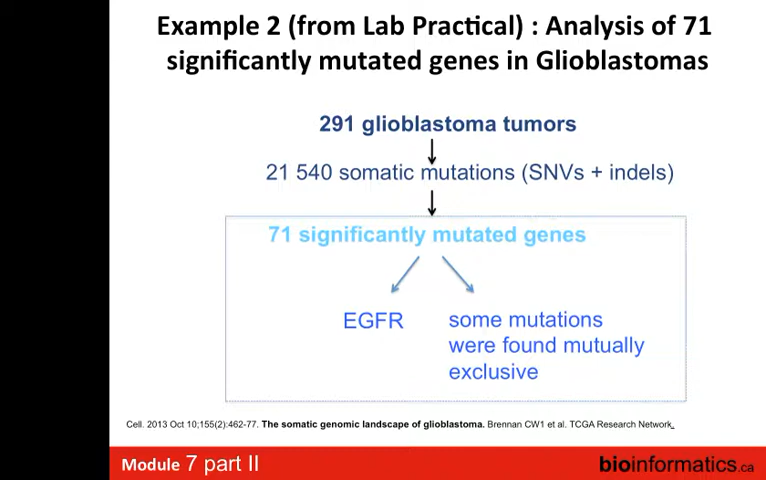 Example 2 (from Lab Practical) : Analysis of 71
significantly mutated genes in Glioblastomas
291 glioblastoma tumors
21 540 somatic mutations (SNVs + indels)
71 significantly mutated genes
EGFR
some mutations
were found mutually
exclusive
Cell. 2013 Oct 10;155(2):462-77. The somatic genomic landscape of glioblastoma. Brennan CW1 et al. TCGA Research Network.
Module 7 part II
bioinformatics.ca